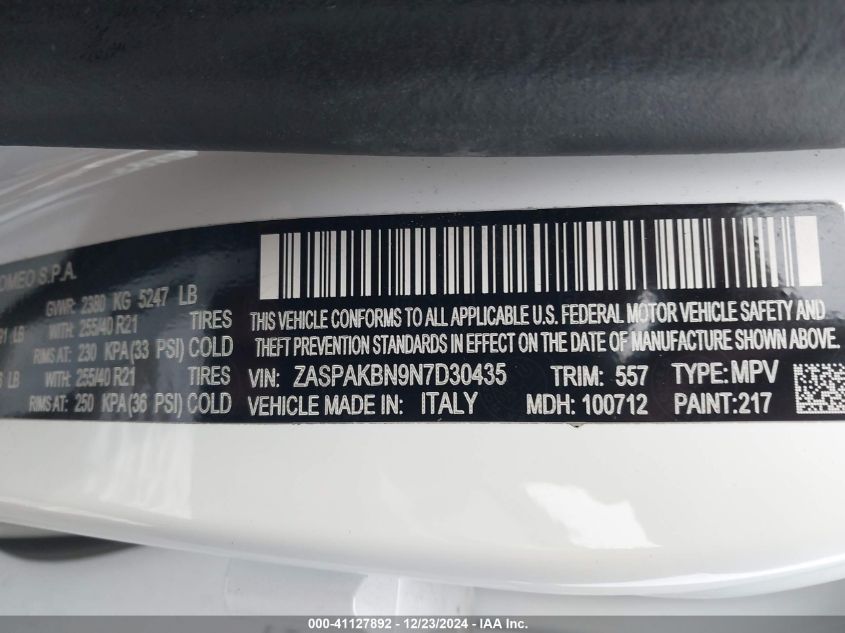 S.P.A.
GVWR: 2380 KG 5247 LB
LB WITH: 255/40 R21 TIRES
RIMS AT: 230 KPA(33 PSI) COLD
LB WITH: 255/40 R21 TIRES
RIMS AT: 250 KPA(36 PSI) COLD
THIS VEHICLE CONFORMS TO ALL APPLICABLE U.S. FEDERAL MOTOR VEHICLE SAFETY AND
THEFT PREVENTION STANDARDS IN EFFECT ON THE DATE OF MANUFACTURE SHOWN ABOVE.
VIN: ZASPAKBN9N7D30435 TRIM: 557 TYPE: MPV
VEHICLE MADE IN: ITALY MDH: 100712 PAINT: 217
000-41127892 - 12/23/2024 - IAA Inc.